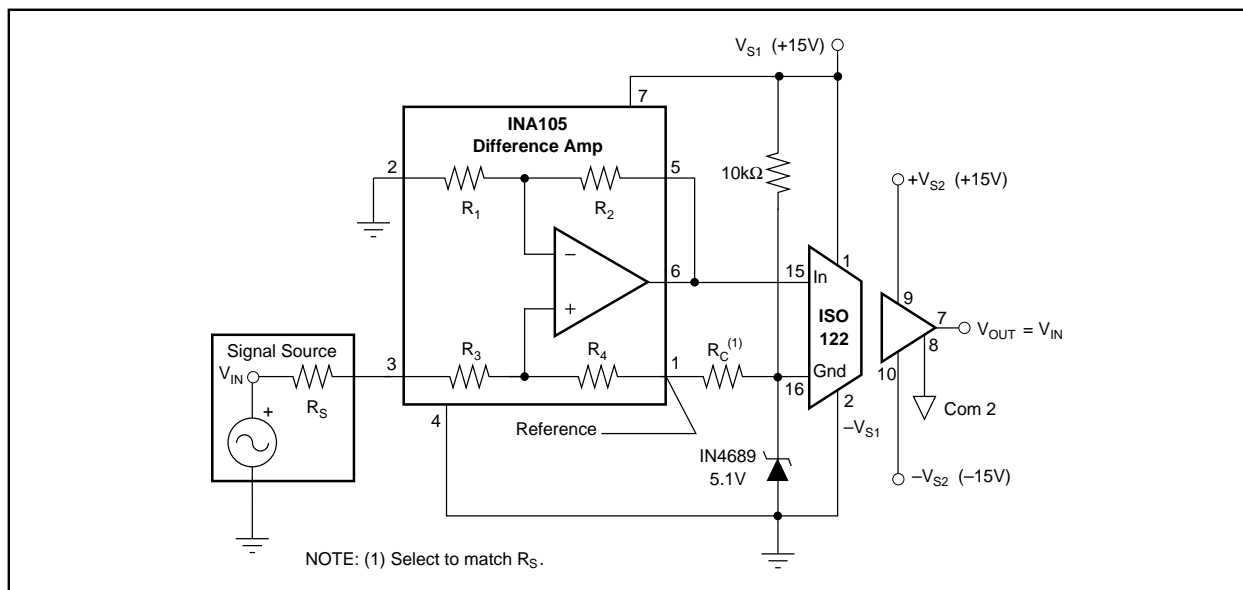 V_S1 (+15V)
7
INA105
Difference Amp
2
5
10kΩ
+V_S2 (+15V)
R_1
R_2
−
6
15
In
1
+
ISO
122
9
7
V_OUT = V_IN
8
10
Signal Source
V_IN
R_S
3
R_3
R_4
1
R_C^(1)
Gnd
16
2
−V_S1
Com 2
4
Reference
+
IN4689
5.1V
−V_S2 (−15V)
NOTE: (1) Select to match R_S.